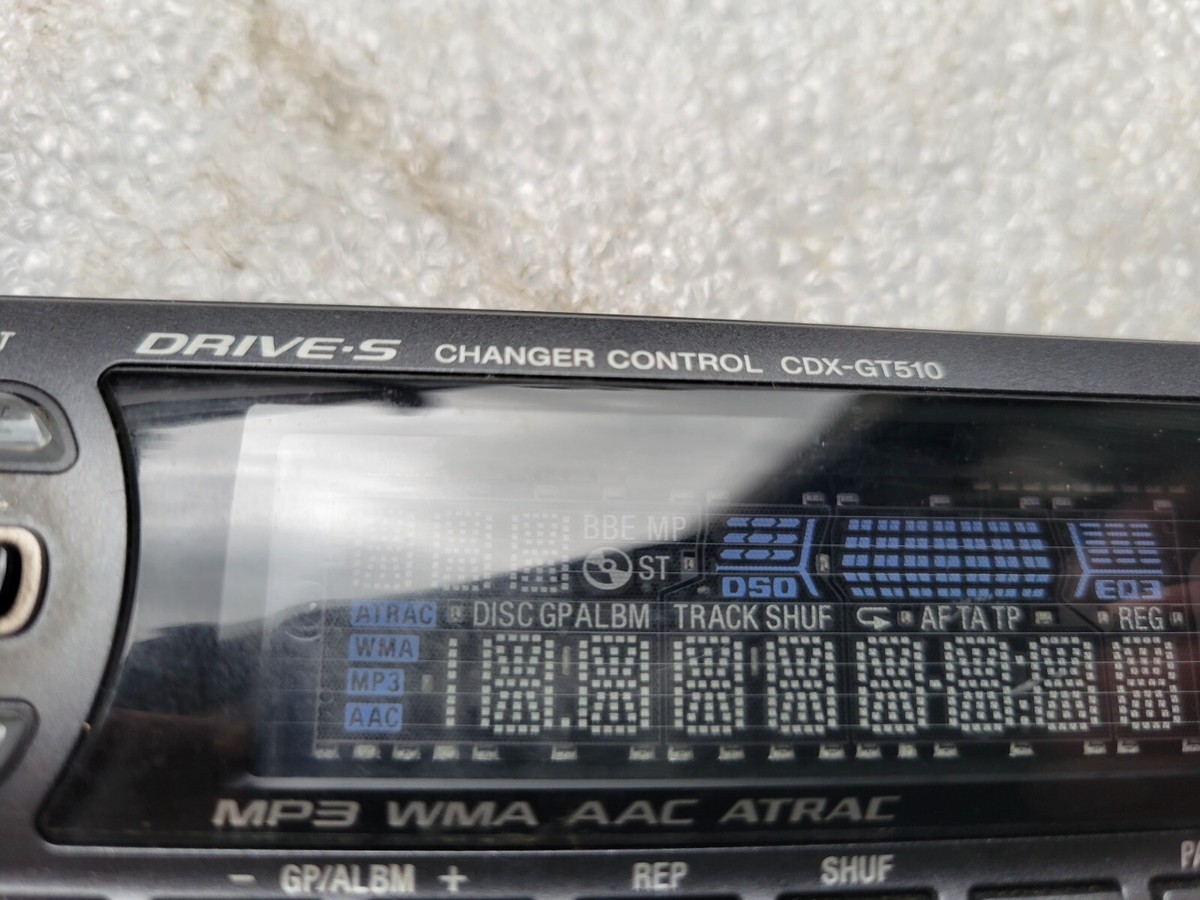 DRIVE-S CHANGER CONTROL CDX-GT510
BBE MP
ST
DSO EQ3
ATRAC DISC GP ALBM TRACK SHUF AF TA TP REG
WMA
MP3
AAC
MP3 WMA AAC ATRAC
- GP/ALBM + REP SHUF